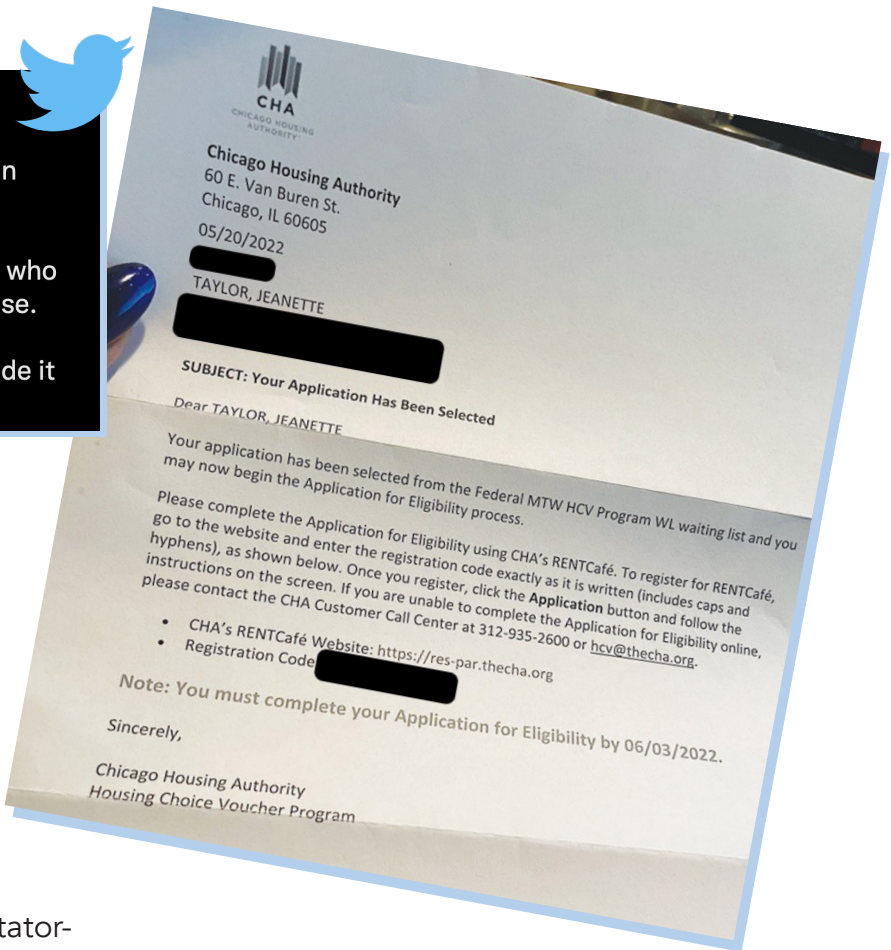 n
who
se.
de it
CHA
CHICAGO HOUSING
AUTHORITY
Chicago Housing Authority
60 E. Van Buren St.
Chicago, IL 60605
05/20/2022
TAYLOR, JEANETTE
SUBJECT: Your Application Has Been Selected
Dear TAYLOR, JEANETTE
Your application has been selected from the Federal MTW HCV Program WL waiting list and you
may now begin the Application for Eligibility process.
Please complete the Application for Eligibility using CHA's RENTCafé. To register for RENTCafé,
go to the website and enter the registration code exactly as it is written (includes caps and
hyphens), as shown below. Once you register, click the Application button and follow the
instructions on the screen. If you are unable to complete the Application for Eligibility online,
please contact the CHA Customer Call Center at 312-935-2600 or hcv@thecha.org.
• CHA's RENTCafé Website: https://res-par.thecha.org
• Registration Code
Note: You must complete your Application for Eligibility by 06/03/2022.
Sincerely,
Chicago Housing Authority
Housing Choice Voucher Program
tator-